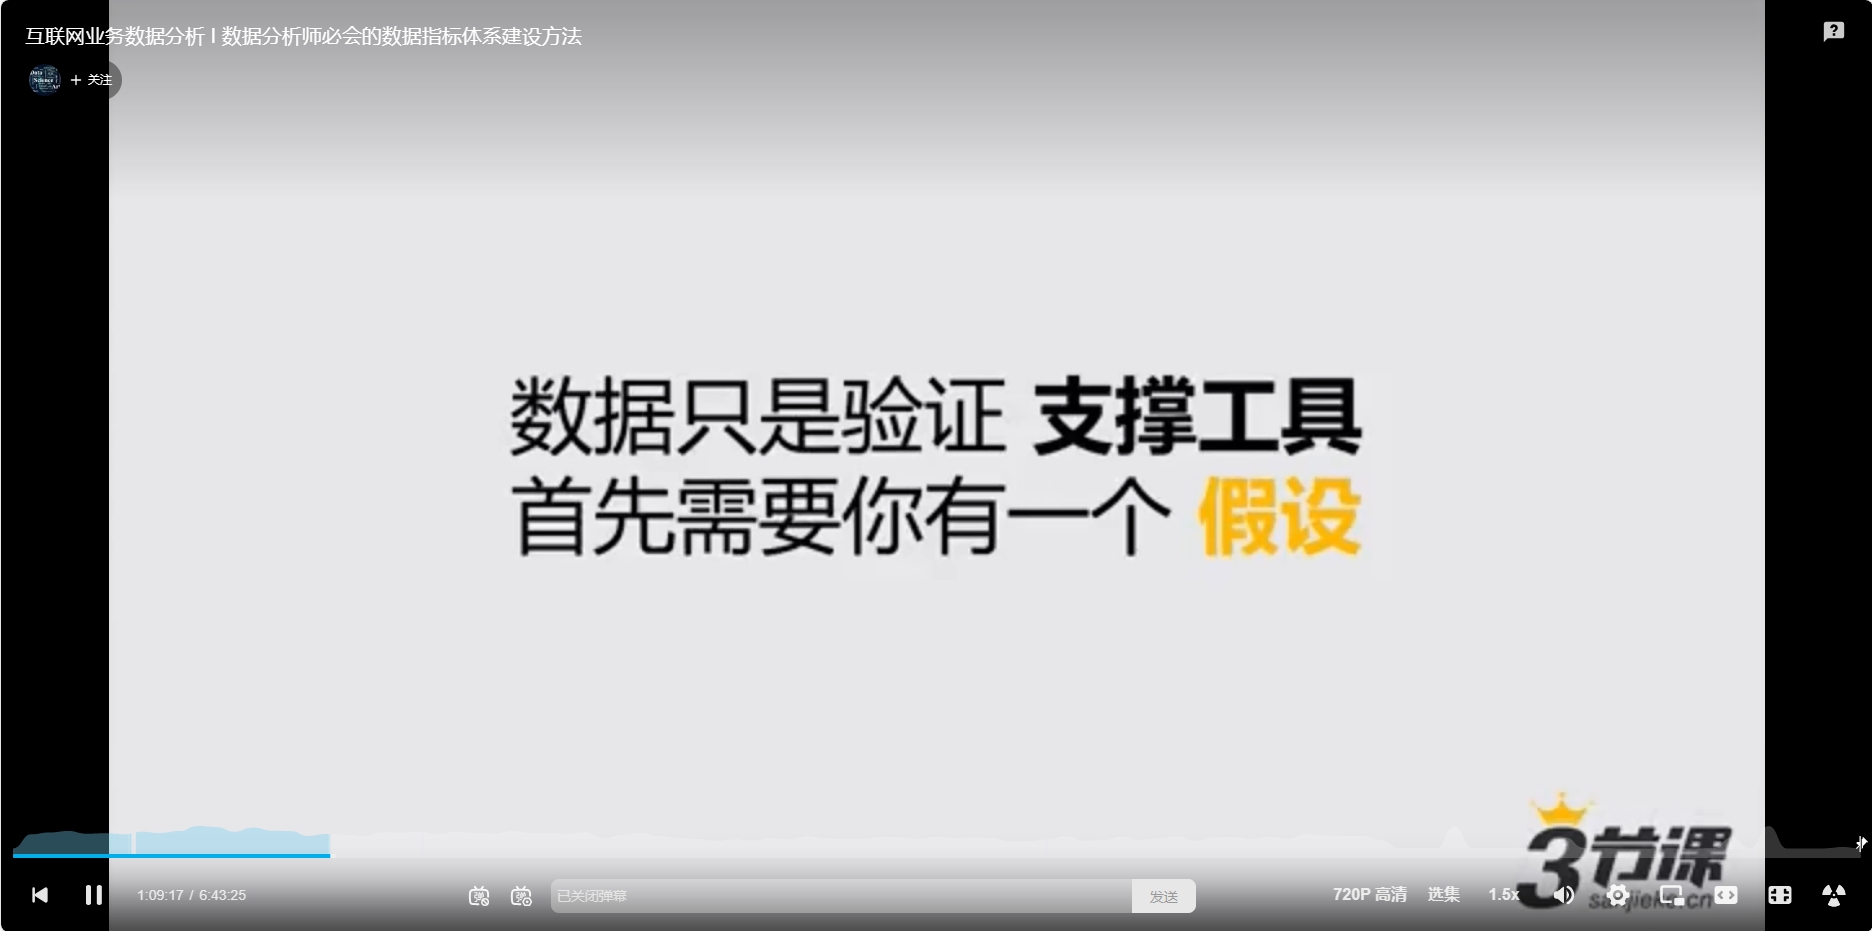 互联网业务数据分析 | 数据分析师必会的数据指标体系建设方法
+ 关注
数据只是验证 支撑工具
首先需要你有一个 假设
3节课
sanjieke.cn
1:09:17 / 6:43:25
已关闭弹幕
发送
720P 高清
选集
1.5x